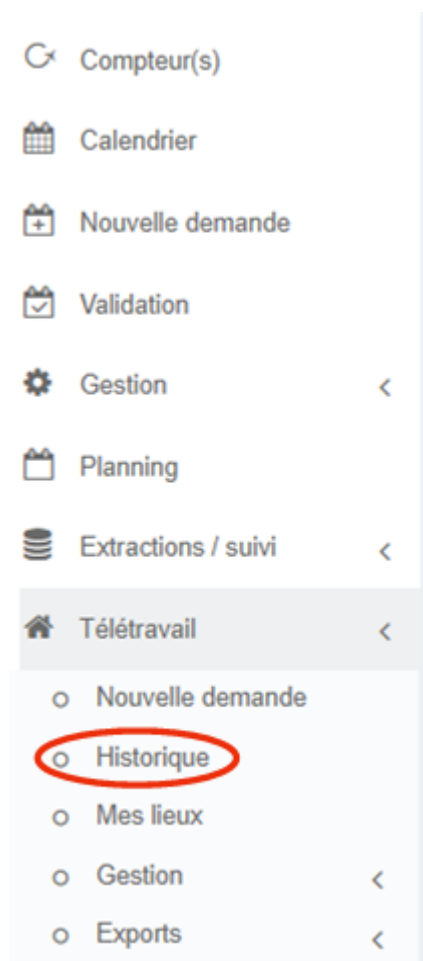 Compteur(s)
Calendrier
Nouvelle demande
Validation
Gestion
Planning
Extractions / suivi
Télétravail
Nouvelle demande
Historique
Mes lieux
Gestion
Exports